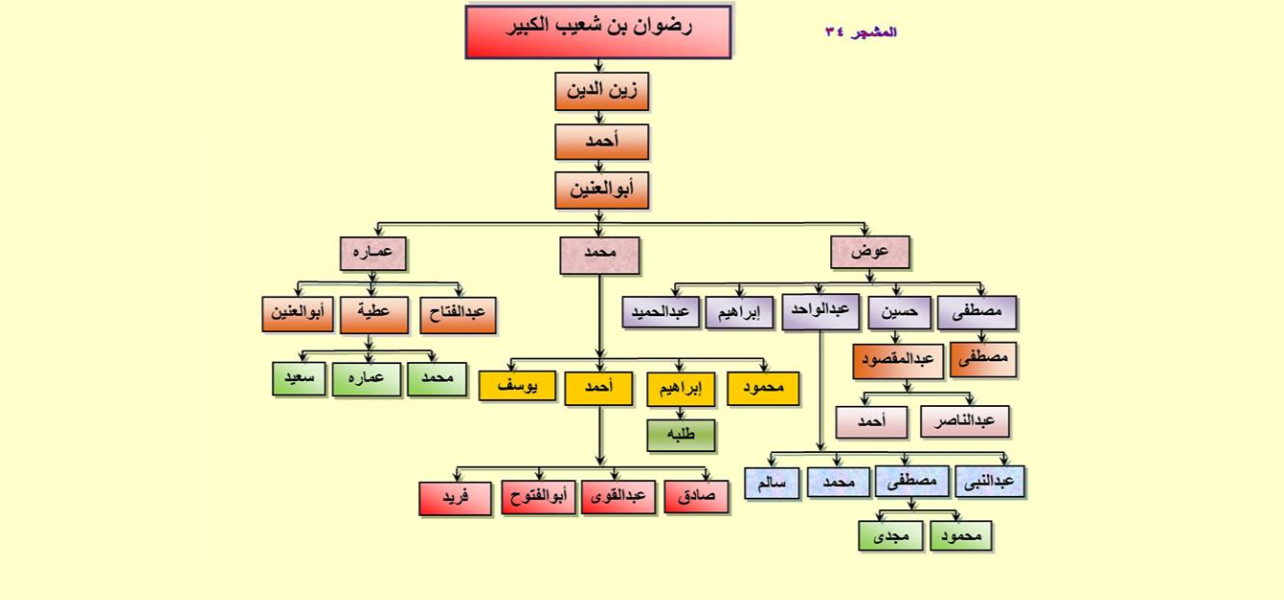 رضوان بن شعيب الكبير
المشجر ٣٤
زين الدين
أحمد
أبوالعنين
عوض
محمد
عمـاره
مصطفى
حسين
عبدالواحد
إبراهيم
عبدالحميد
عبدالفتاح
عطية
أبوالعنين
مصطفى
عبدالمقصود
محمود
إبراهيم
أحمد
يوسف
محمد
عماره
سعيد
عبدالناصر
أحمد
طلبه
عبدالنبى
مصطفى
محمد
سالم
صادق
عبدالقوى
أبوالفتوح
فريد
محمود
مجدى